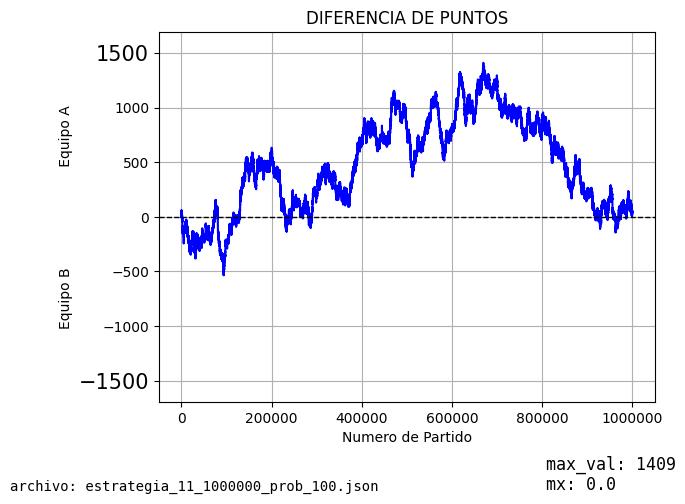 DIFERENCIA DE PUNTOS
1500
1000
500
0
−500
−1000
−1500
Equipo A
Equipo B
0 200000 400000 600000 800000 1000000
Numero de Partido
max_val: 1409
mx: 0.0
archivo: estrategia_11_1000000_prob_100.json